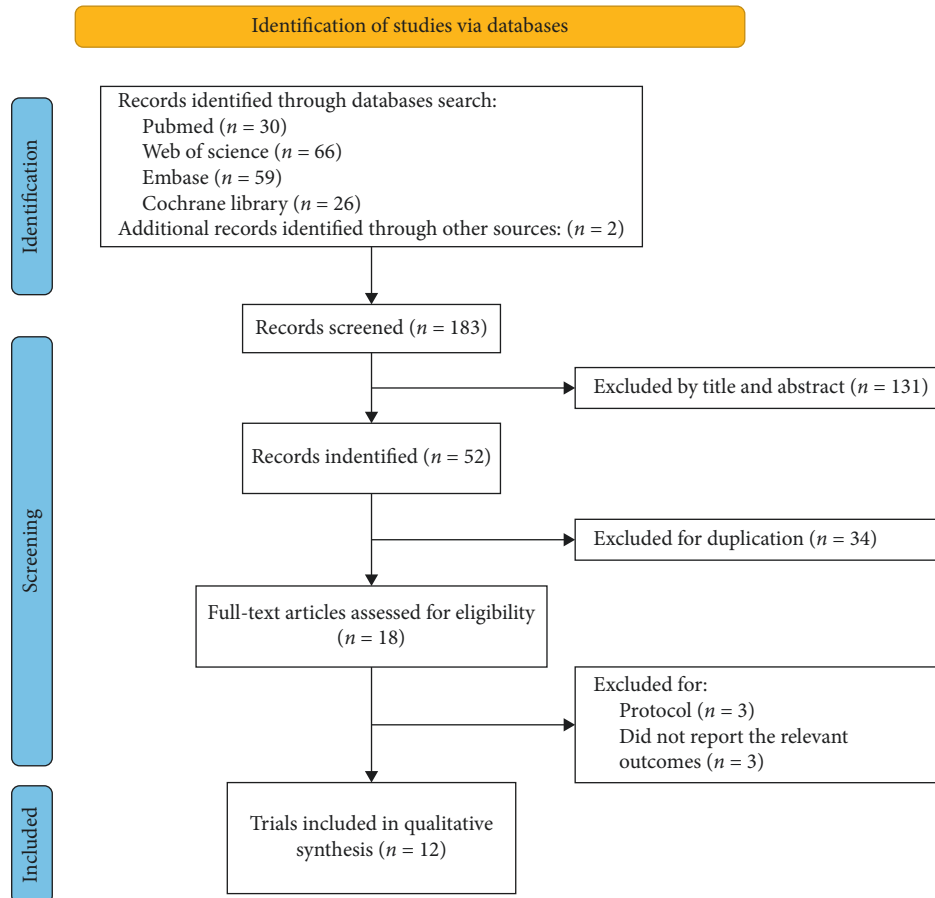 Identification of studies via databases
Identification
Records identified through databases search:
Pubmed (n = 30)
Web of science (n = 66)
Embase (n = 59)
Cochrane library (n = 26)
Additional records identified through other sources: (n = 2)
Records screened (n = 183)
Excluded by title and abstract (n = 131)
Screening
Records indentified (n = 52)
Excluded for duplication (n = 34)
Full-text articles assessed for eligibility
(n = 18)
Excluded for:
Protocol (n = 3)
Did not report the relevant
outcomes (n = 3)
Included
Trials included in qualitative
synthesis (n = 12)